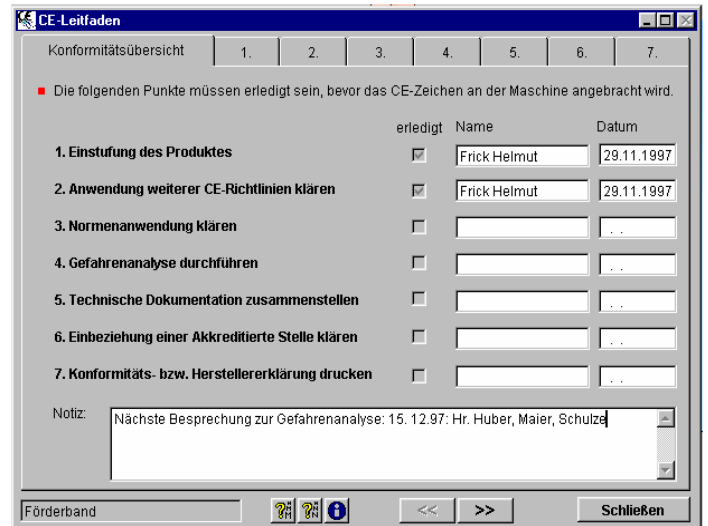 CE-Leitfaden
Konformitätsübersicht 1. 2. 3. 4. 5. 6. 7.
Die folgenden Punkte müssen erledigt sein, bevor das CE-Zeichen an der Maschine angebracht wird.
erledigt Name Datum
1. Einstufung des Produktes Frick Helmut 29.11.1997
2. Anwendung weiterer CE-Richtlinien klären Frick Helmut 29.11.1997
3. Normenanwendung klären . .
4. Gefahrenanalyse durchführen . .
5. Technische Dokumentation zusammenstellen . .
6. Einbeziehung einer Akkreditierte Stelle klären . .
7. Konformitäts- bzw. Herstellererklärung drucken . .
Notiz: Nächste Besprechung zur Gefahrenanalyse: 15. 12.97: Hr. Huber, Maier, Schulze
Förderband << >> Schließen